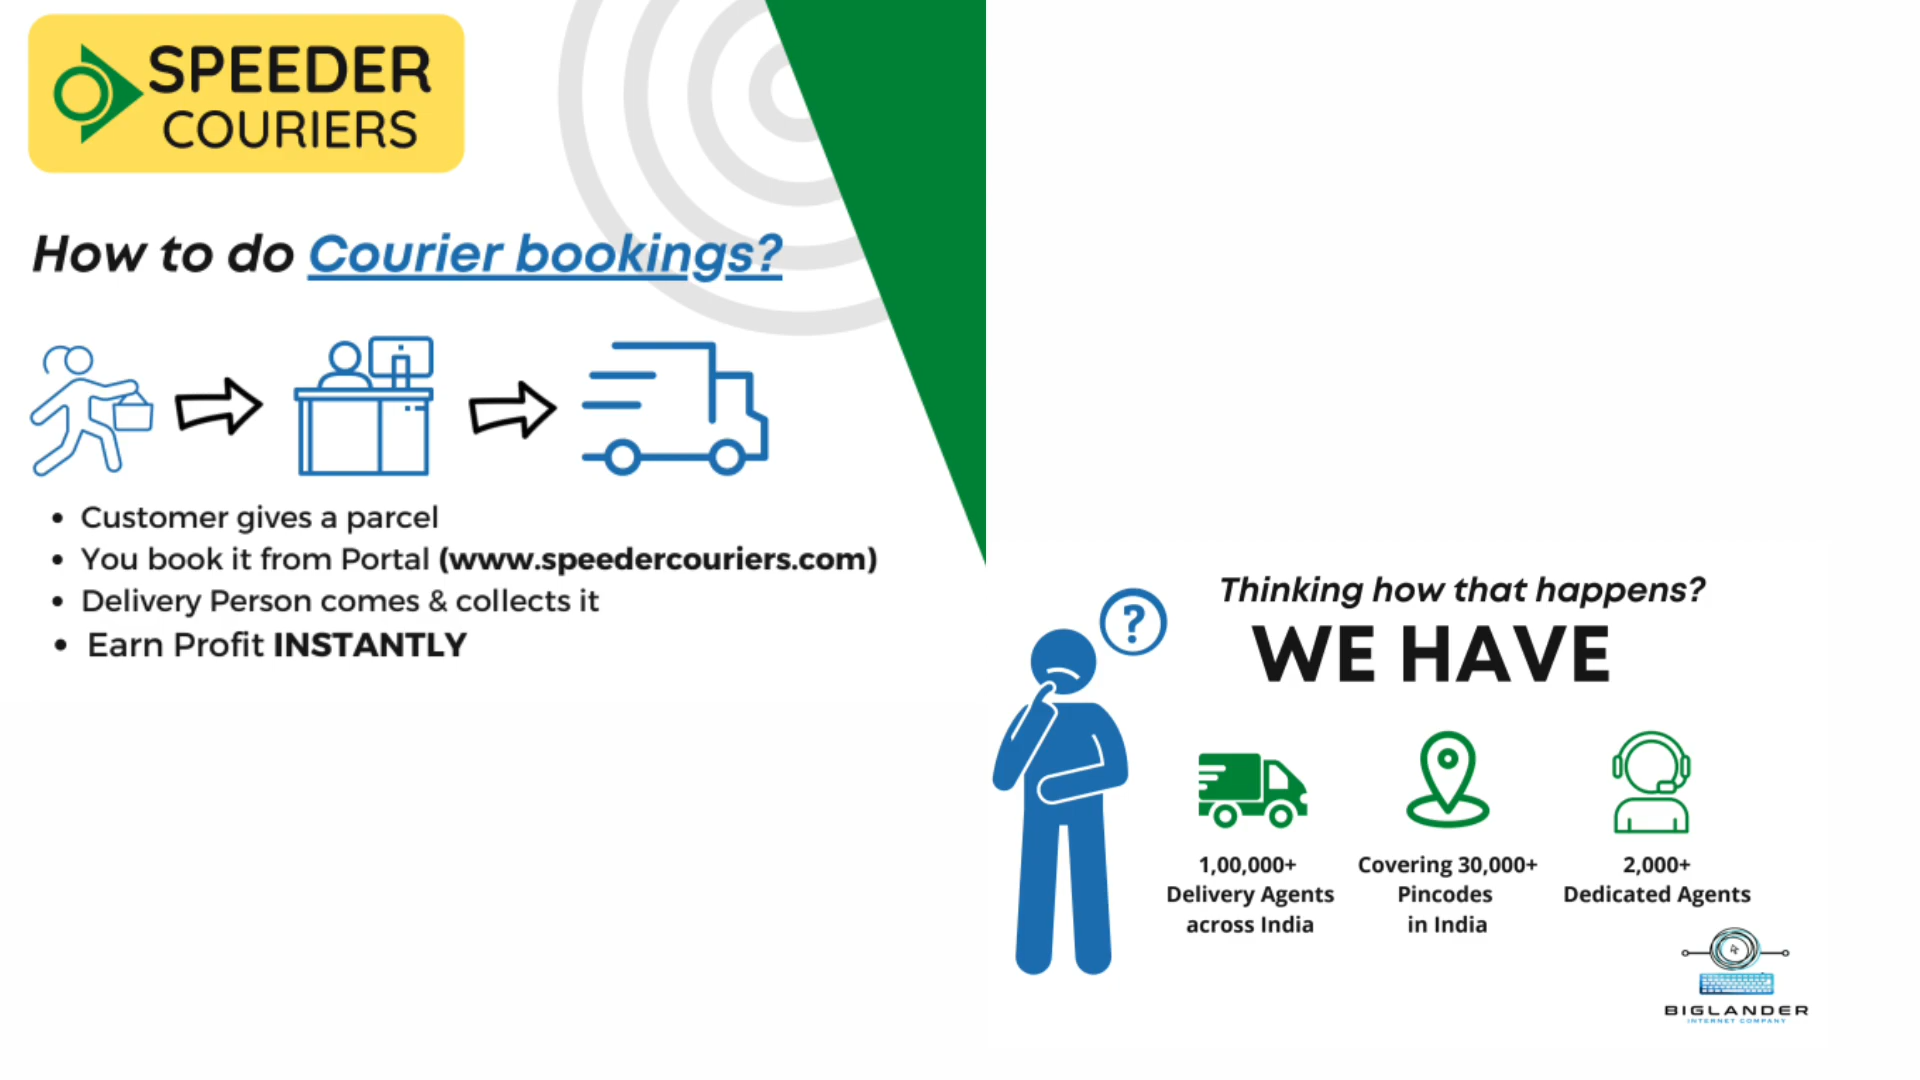 SPEEDER
COURIERS
How to do Courier bookings?
• Customer gives a parcel
• You book it from Portal (www.speedercouriers.com)
• Delivery Person comes & collects it
• Earn Profit INSTANTLY
Thinking how that happens?
?
WE HAVE
1,00,000+
Delivery Agents
across India
Covering 30,000+
Pincodes
in India
2,000+
Dedicated Agents
BIGLANDER
INTERNET COMPANY